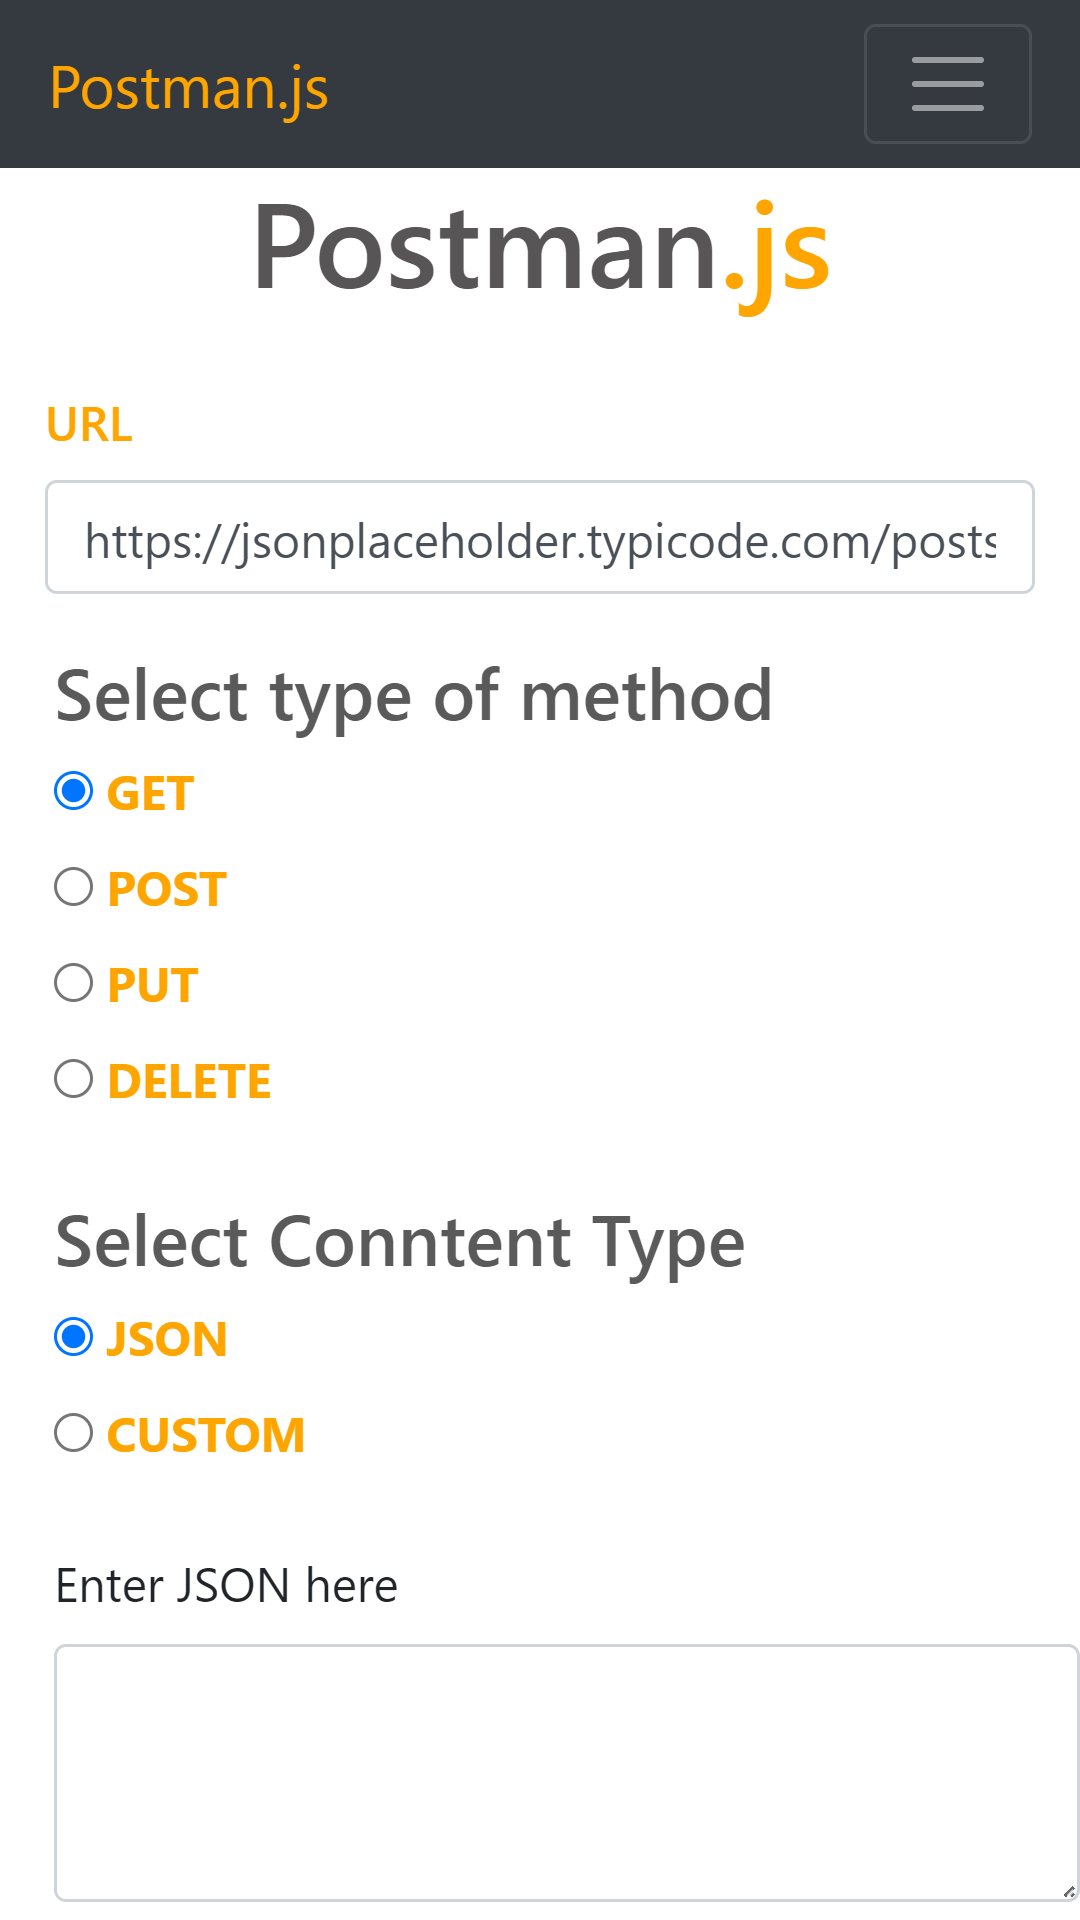 Postman.js
Postman.js
URL
https://jsonplaceholder.typicode.com/posts
Select type of method
GET
POST
PUT
DELETE
Select Conntent Type
JSON
CUSTOM
Enter JSON here